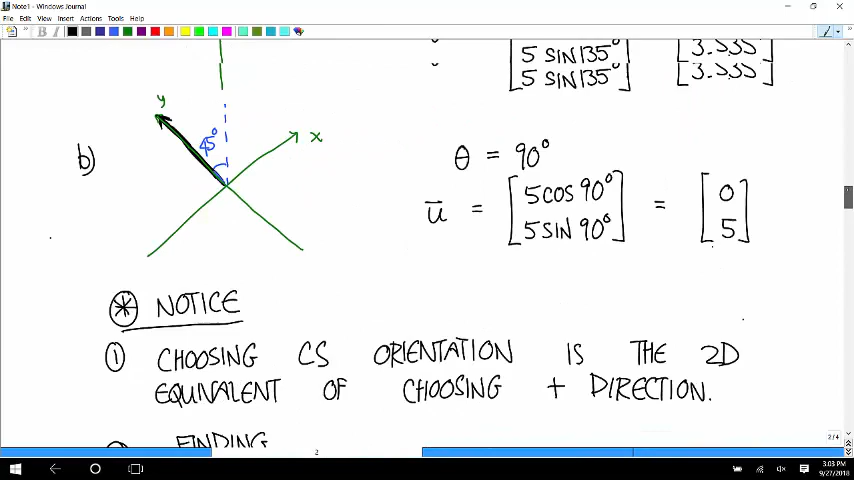 Note1 - Windows Journal
File Edit View Insert Actions Tools Help
B I
5 SIN 135° 3.535
5 SIN 135° 3.535
b)
y
45°
x
θ = 90°
ū = [5cos 90° 5 SIN 90°] = [0 5]
* NOTICE
① CHOOSING CS ORIENTATION IS THE 2D
EQUIVALENT OF CHOOSING + DIRECTION.
FINDING
2
2/4
3:03 PM
9/27/2018